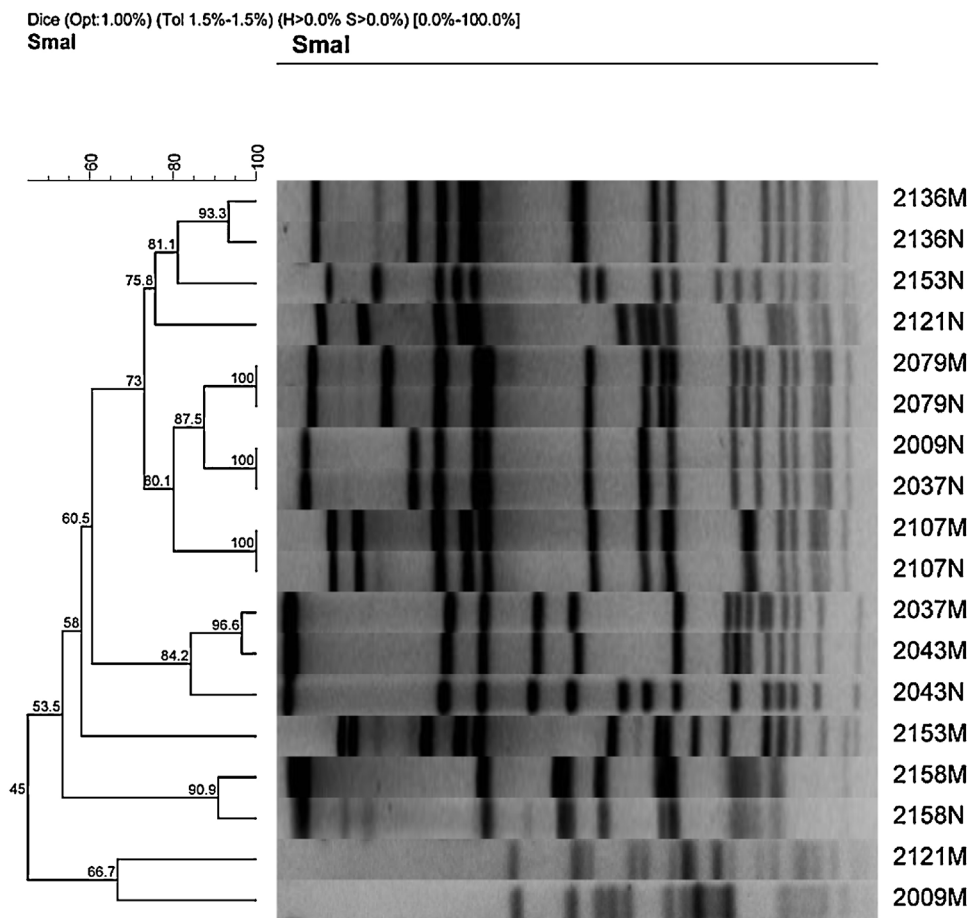 Dice (Opt:1.00%) (Tol 1.5%-1.5%) (H>0.0% S>0.0%) [0.0%-100.0%]
SmaI SmaI
60 80 100
93.3 2136M
2136N
81.1
75.8 2153N
2121N
2079M
73 100
87.5 2079N
2009N
100
80.1 2037N
60.5
2107M
100
2107N
2037M
58 96.6
84.2 2043M
2043N
53.5
2153M
45 90.9 2158M
2158N
66.7 2121M
2009M